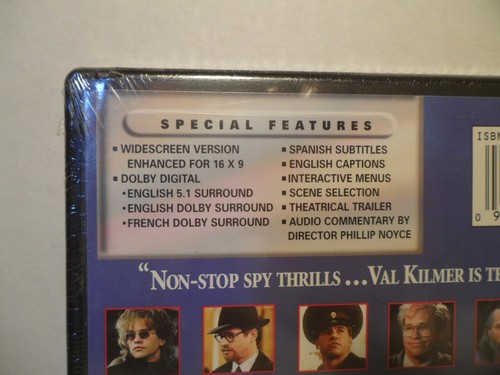 SPECIAL FEATURES
▪ WIDESCREEN VERSION
ENHANCED FOR 16 X 9
▪ DOLBY DIGITAL
•ENGLISH 5.1 SURROUND
•ENGLISH DOLBY SURROUND
•FRENCH DOLBY SURROUND
▪ SPANISH SUBTITLES
▪ ENGLISH CAPTIONS
▪ INTERACTIVE MENUS
▪ SCENE SELECTION
▪ THEATRICAL TRAILER
▪ AUDIO COMMENTARY BY
DIRECTOR PHILLIP NOYCE
ISBN
0 9
“NON-STOP SPY THRILLS...VAL KILMER IS